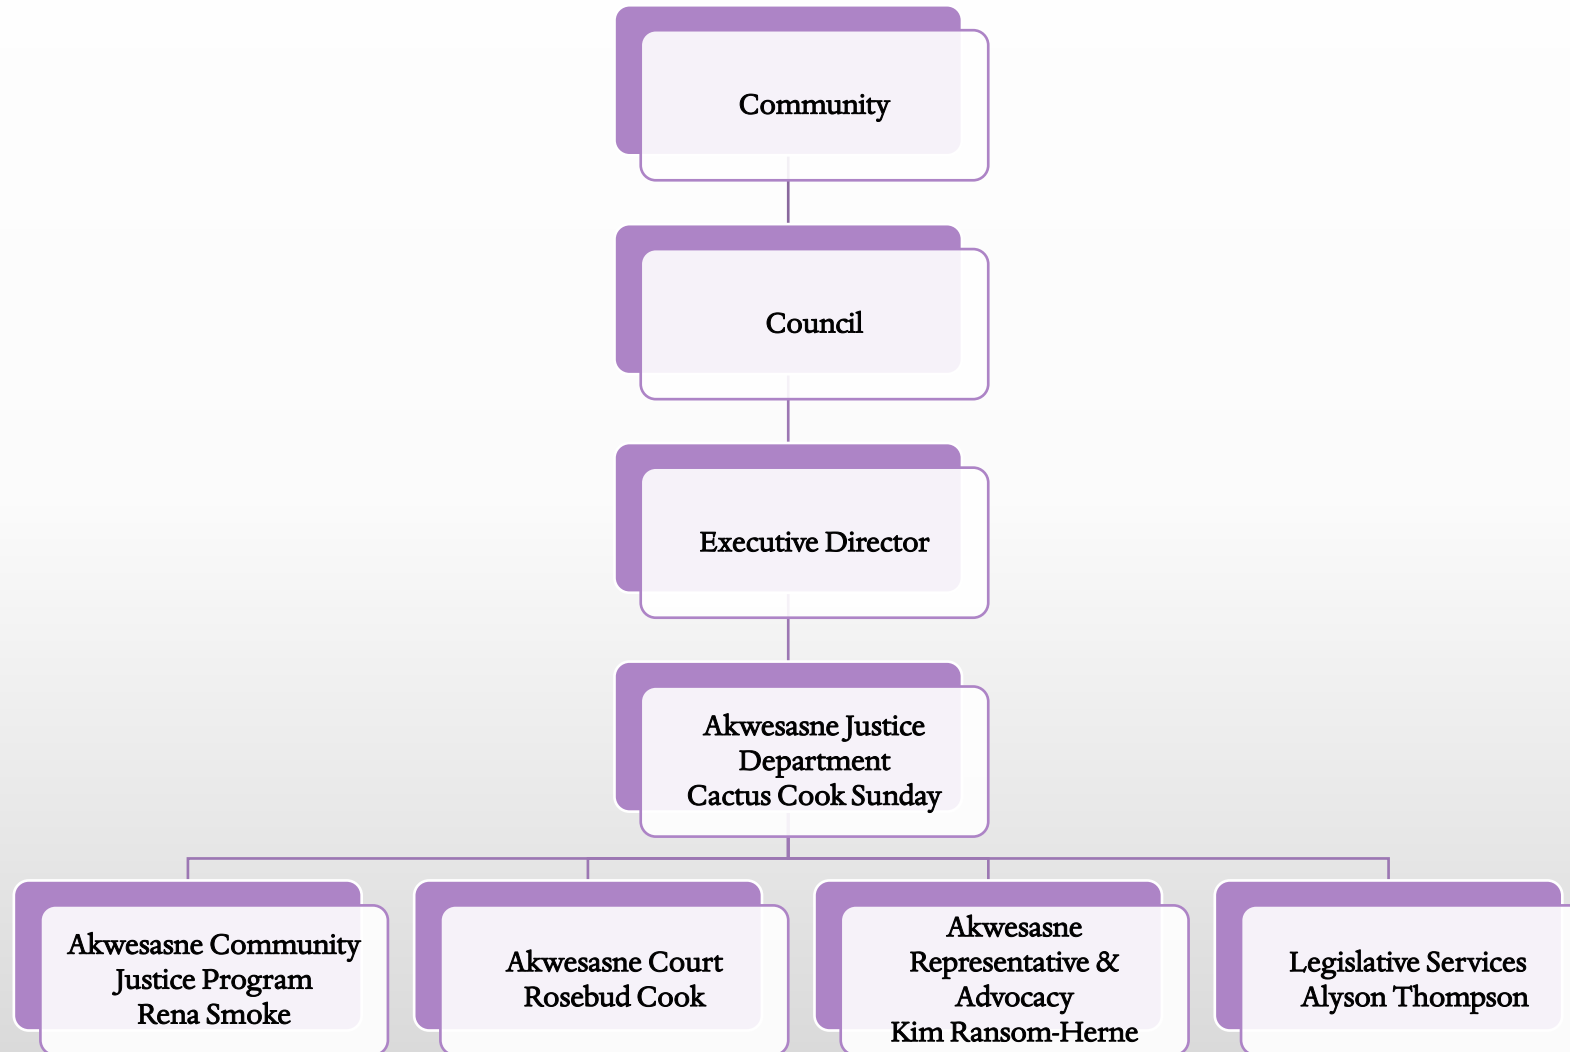 Community
Council
Executive Director
Akwesasne Justice
Department
Cactus Cook Sunday
Akwesasne Community
Justice Program
Rena Smoke
Akwesasne Court
Rosebud Cook
Akwesasne
Representative &
Advocacy
Kim Ransom-Herne
Legislative Services
Alyson Thompson